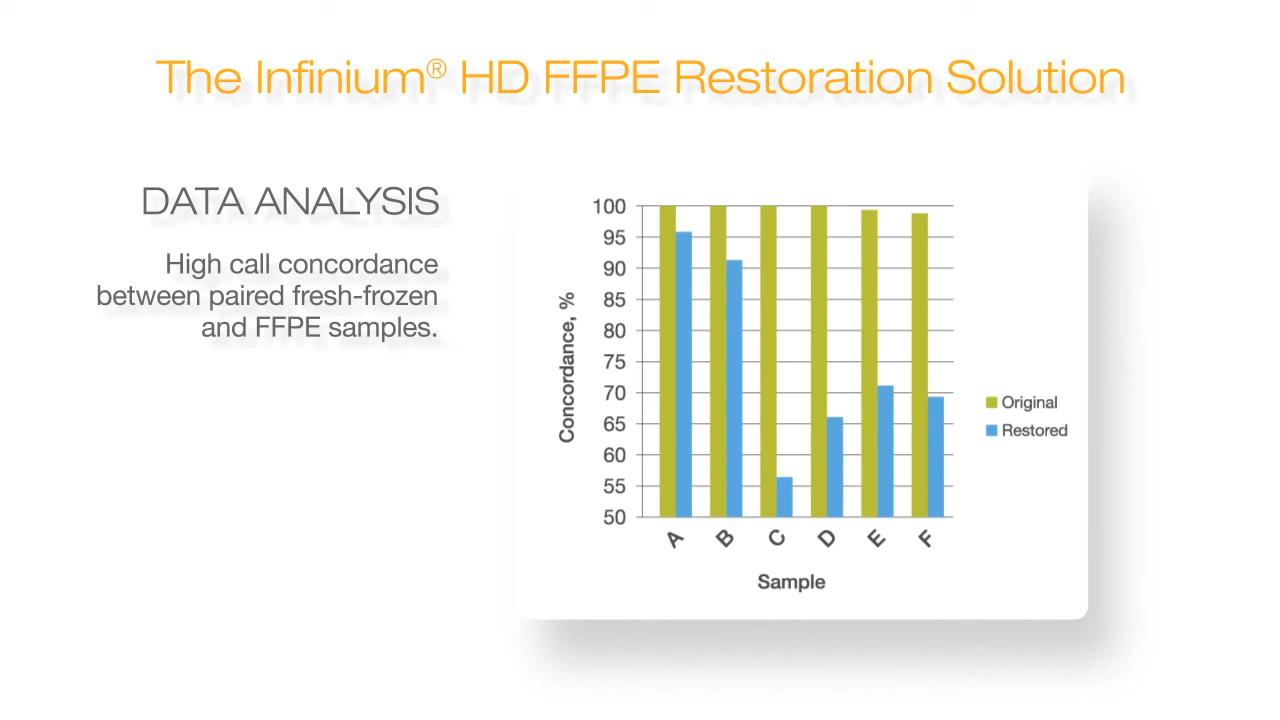 The Infinium® HD FFPE Restoration Solution
DATA ANALYSIS
High call concordance
between paired fresh-frozen
and FFPE samples.
100
95
90
85
80
75
70
65
60
55
50
Concordance, %
A B C D E F
Sample
Original
Restored